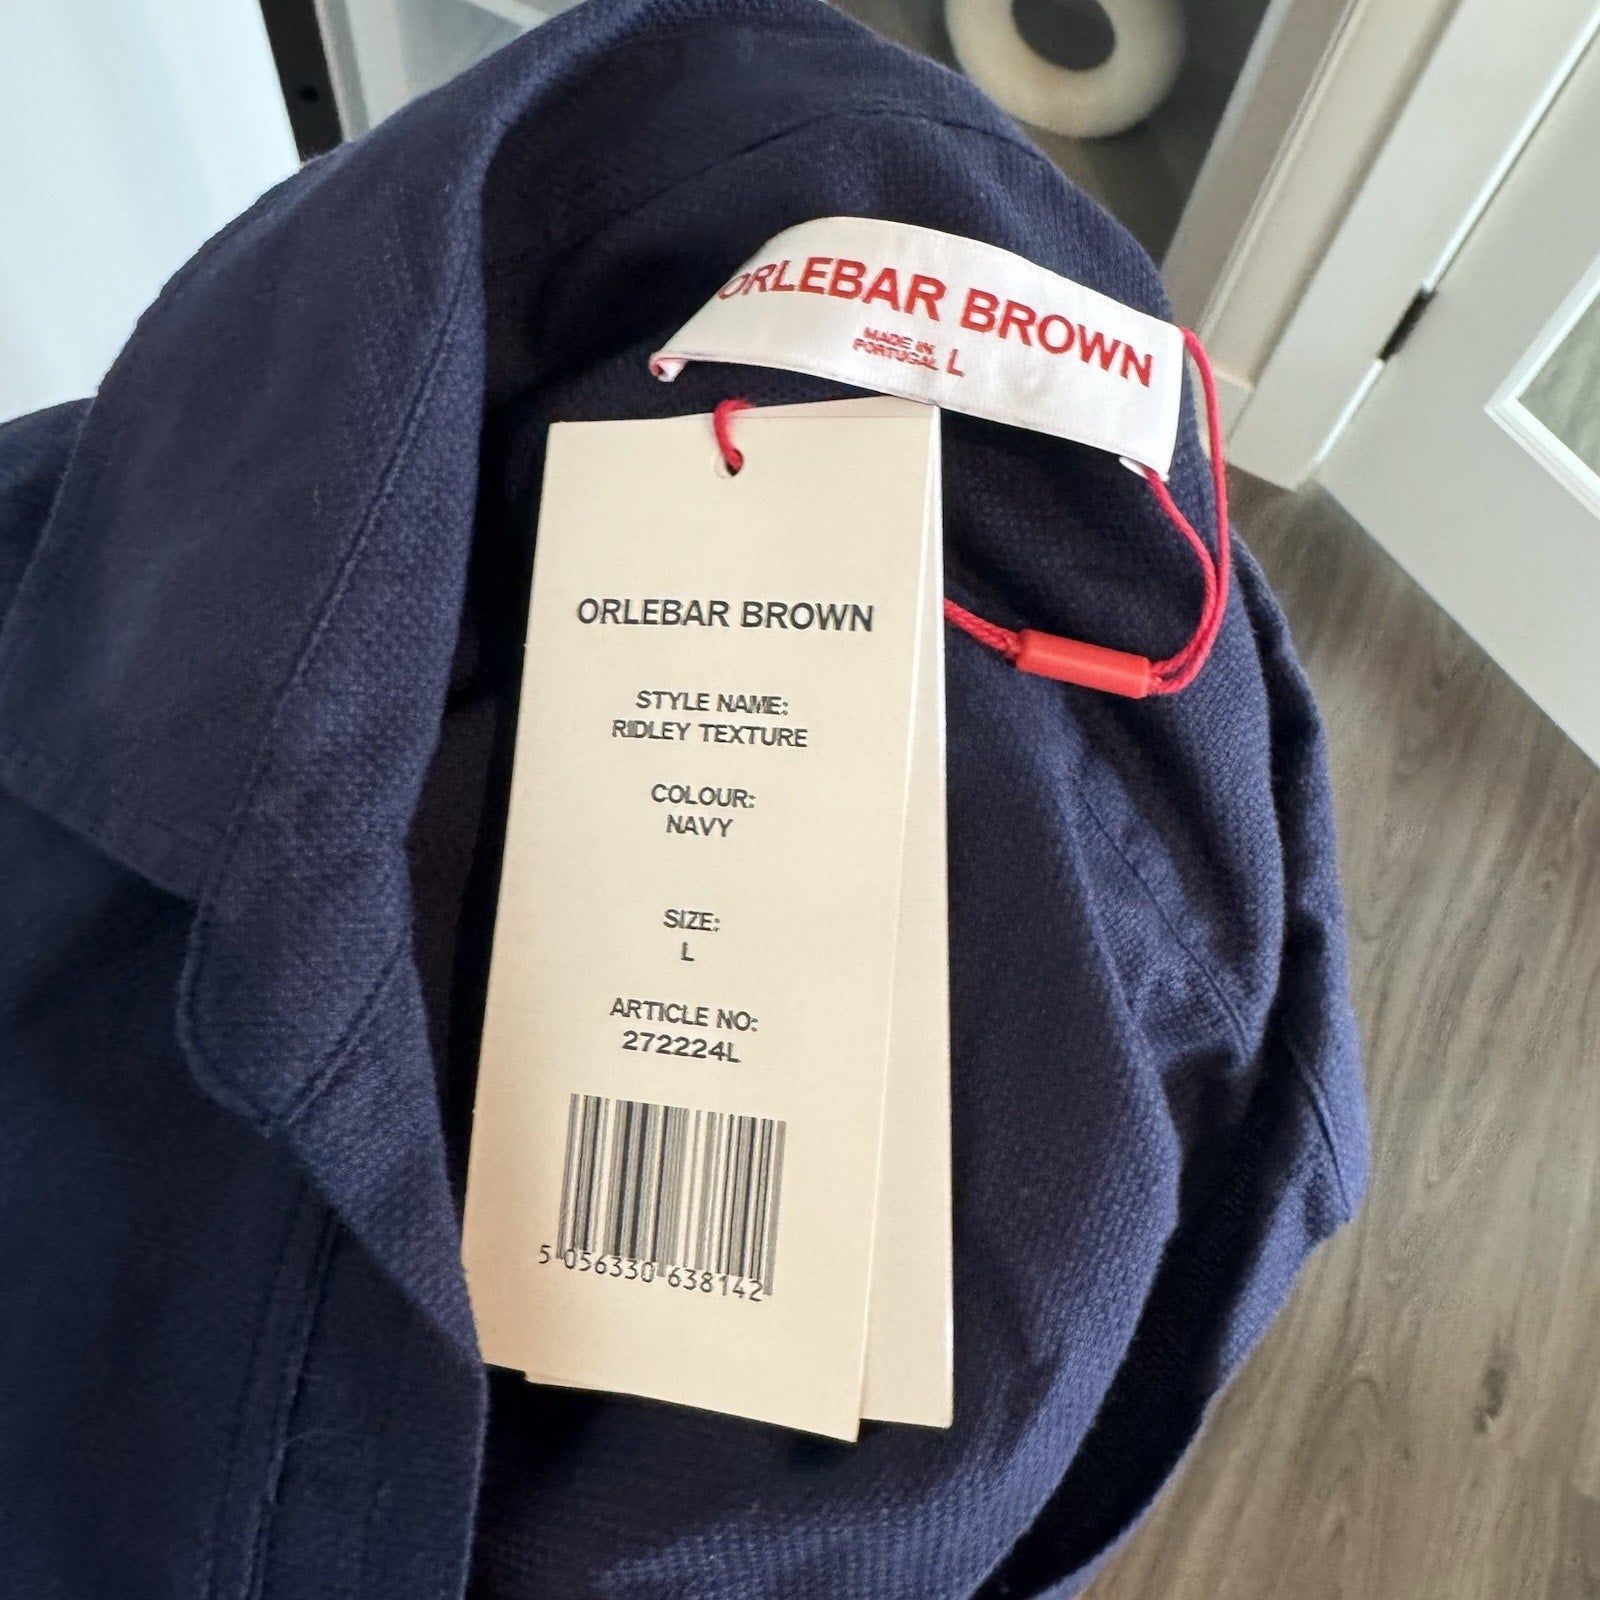 ORLEBAR BROWN
MADE IN
PORTUGAL L
ORLEBAR BROWN
STYLE NAME:
RIDLEY TEXTURE
COLOUR:
NAVY
SIZE:
L
ARTICLE NO:
272224L
5 056330 638142